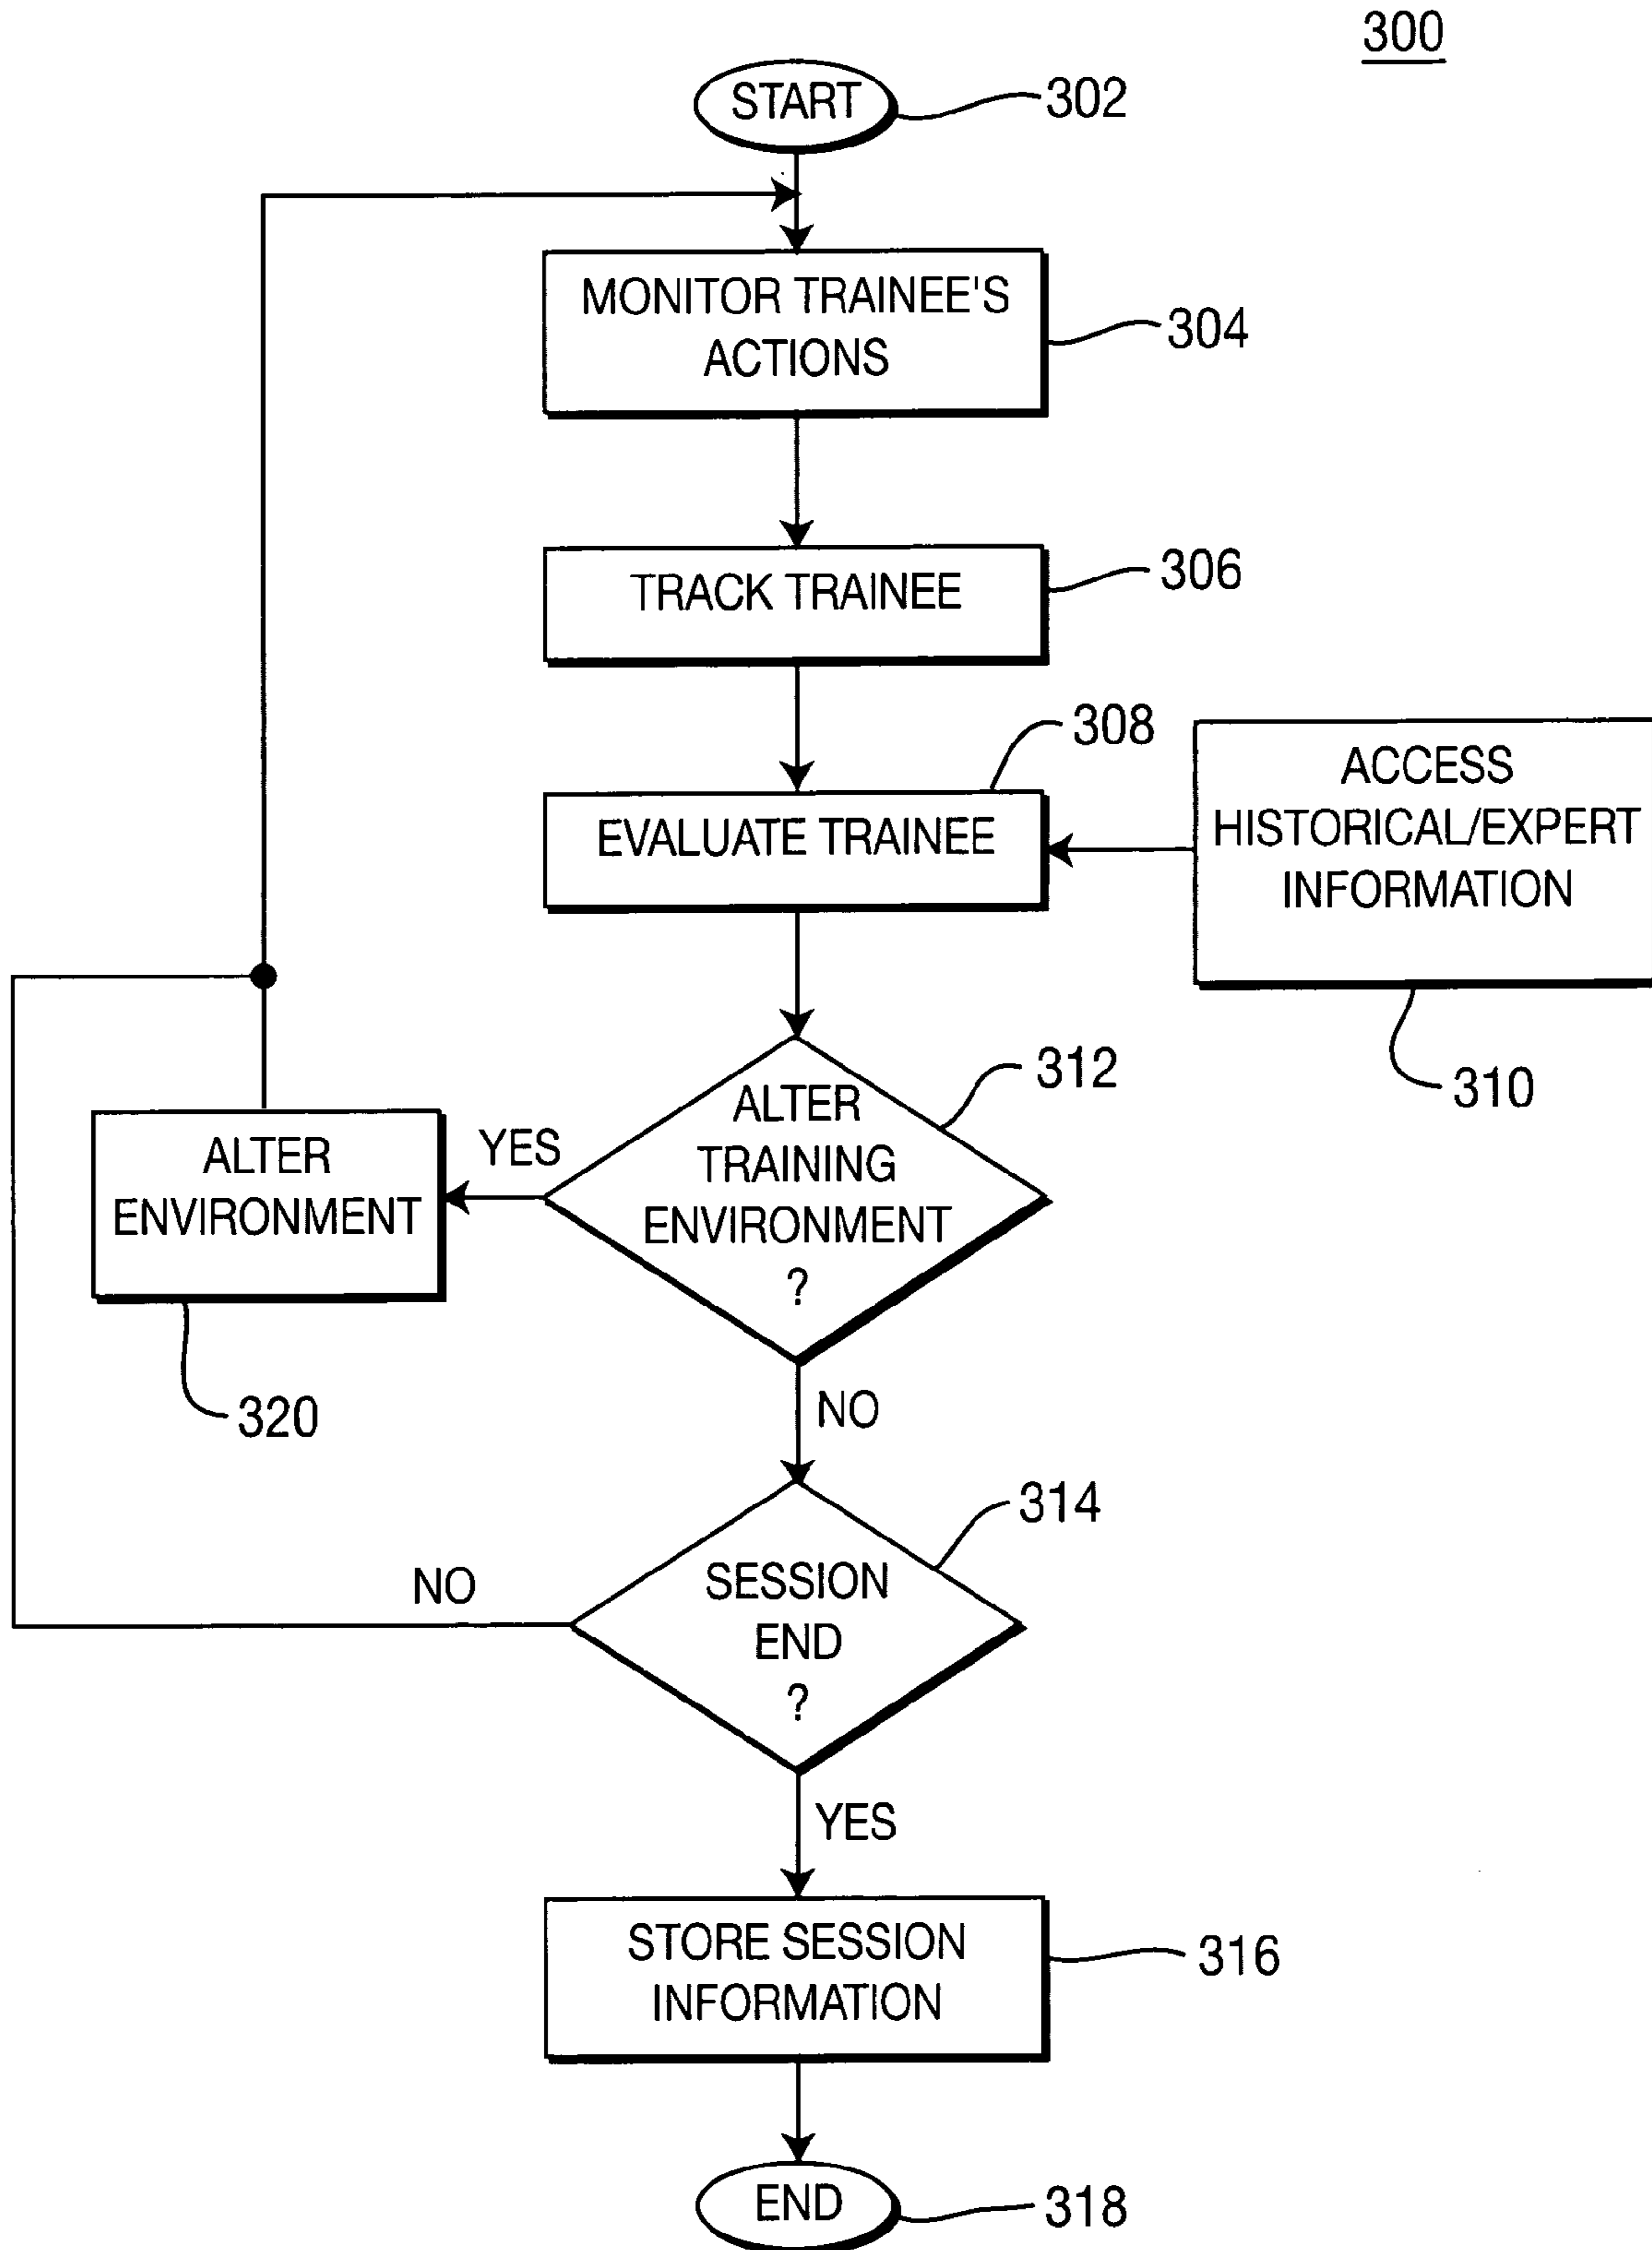 300
START
302
MONITOR TRAINEE'S
ACTIONS
304
TRACK TRAINEE
306
308
EVALUATE TRAINEE
ACCESS
HISTORICAL/EXPERT
INFORMATION
310
312
ALTER
TRAINING
ENVIRONMENT
?
YES
ALTER
ENVIRONMENT
320
NO
314
SESSION
END
?
NO
YES
STORE SESSION
INFORMATION
316
END
318